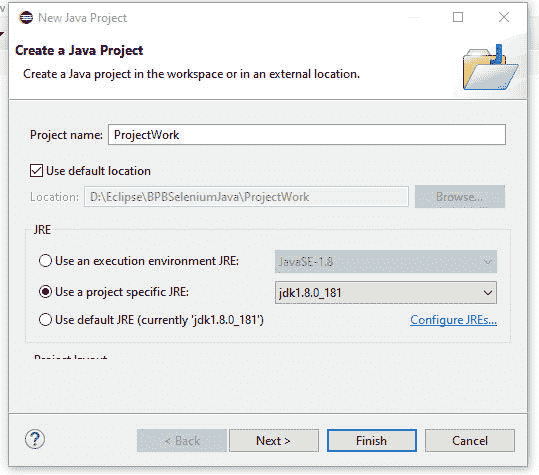 New Java Project
Create a Java Project
Create a Java project in the workspace or in an external location.
Project name: ProjectWork
Use default location
Location: D:\Eclipse\BPBSeleniumJava\ProjectWork Browse...
JRE
Use an execution environment JRE: JavaSE-1.8
Use a project specific JRE: jdk1.8.0_181
Use default JRE (currently 'jdk1.8.0_181') Configure JREs...
Project layout
? < Back Next > Finish Cancel